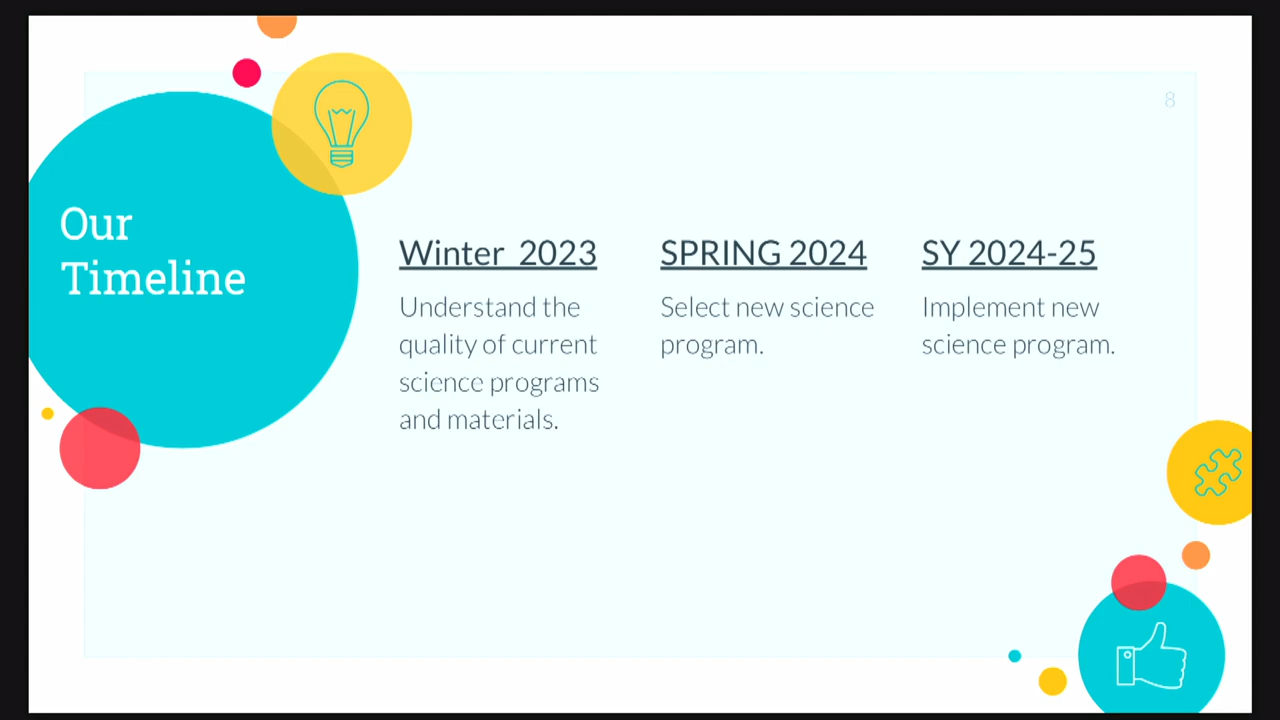 8
Our
Timeline
Winter  2023
Understand the
quality of current
science programs
and materials.
SPRING 2024
Select new science
program.
SY 2024-25
Implement new
science program.